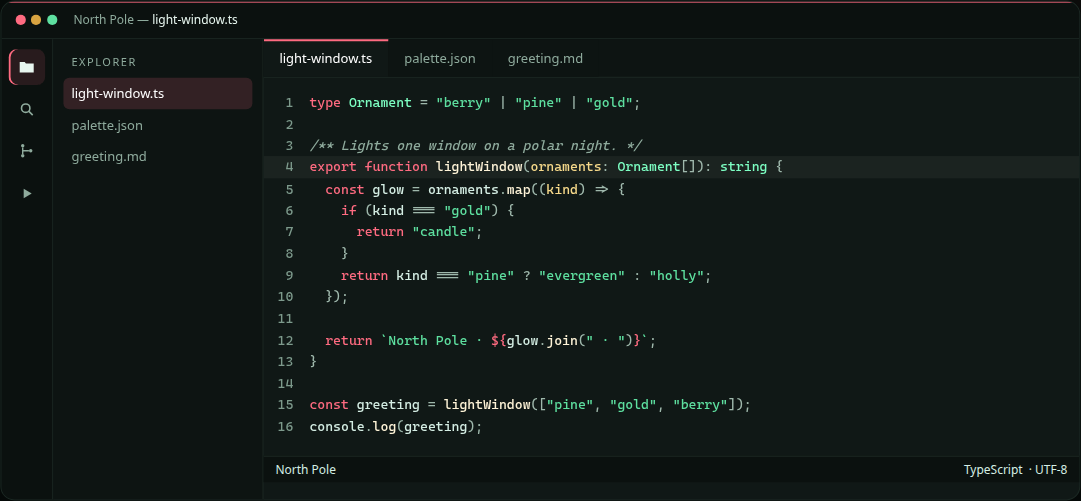 North Pole — light-window.ts
EXPLORER
light-window.ts
palette.json
greeting.md
light-window.ts palette.json greeting.md
1 type Ornament = "berry" | "pine" | "gold";
2
3 /** Lights one window on a polar night. */
4 export function lightWindow(ornaments: Ornament[]): string {
5   const glow = ornaments.map((kind) => {
6     if (kind === "gold") {
7       return "candle";
8     }
9     return kind === "pine" ? "evergreen" : "holly";
10   });
11
12   return `North Pole · ${glow.join(" · ")}`;
13 }
14
15 const greeting = lightWindow(["pine", "gold", "berry"]);
16 console.log(greeting);
North Pole TypeScript · UTF-8